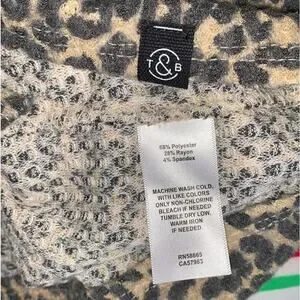 T & B
68% Polyester
28% Rayon
4% Spandex
MACHINE WASH COLD,
WITH LIKE COLORS
ONLY NON-CHLORINE
BLEACH IF NEEDED
TUMBLE DRY LOW,
WARM IRON
IF NEEDED
RN58665
CA57983